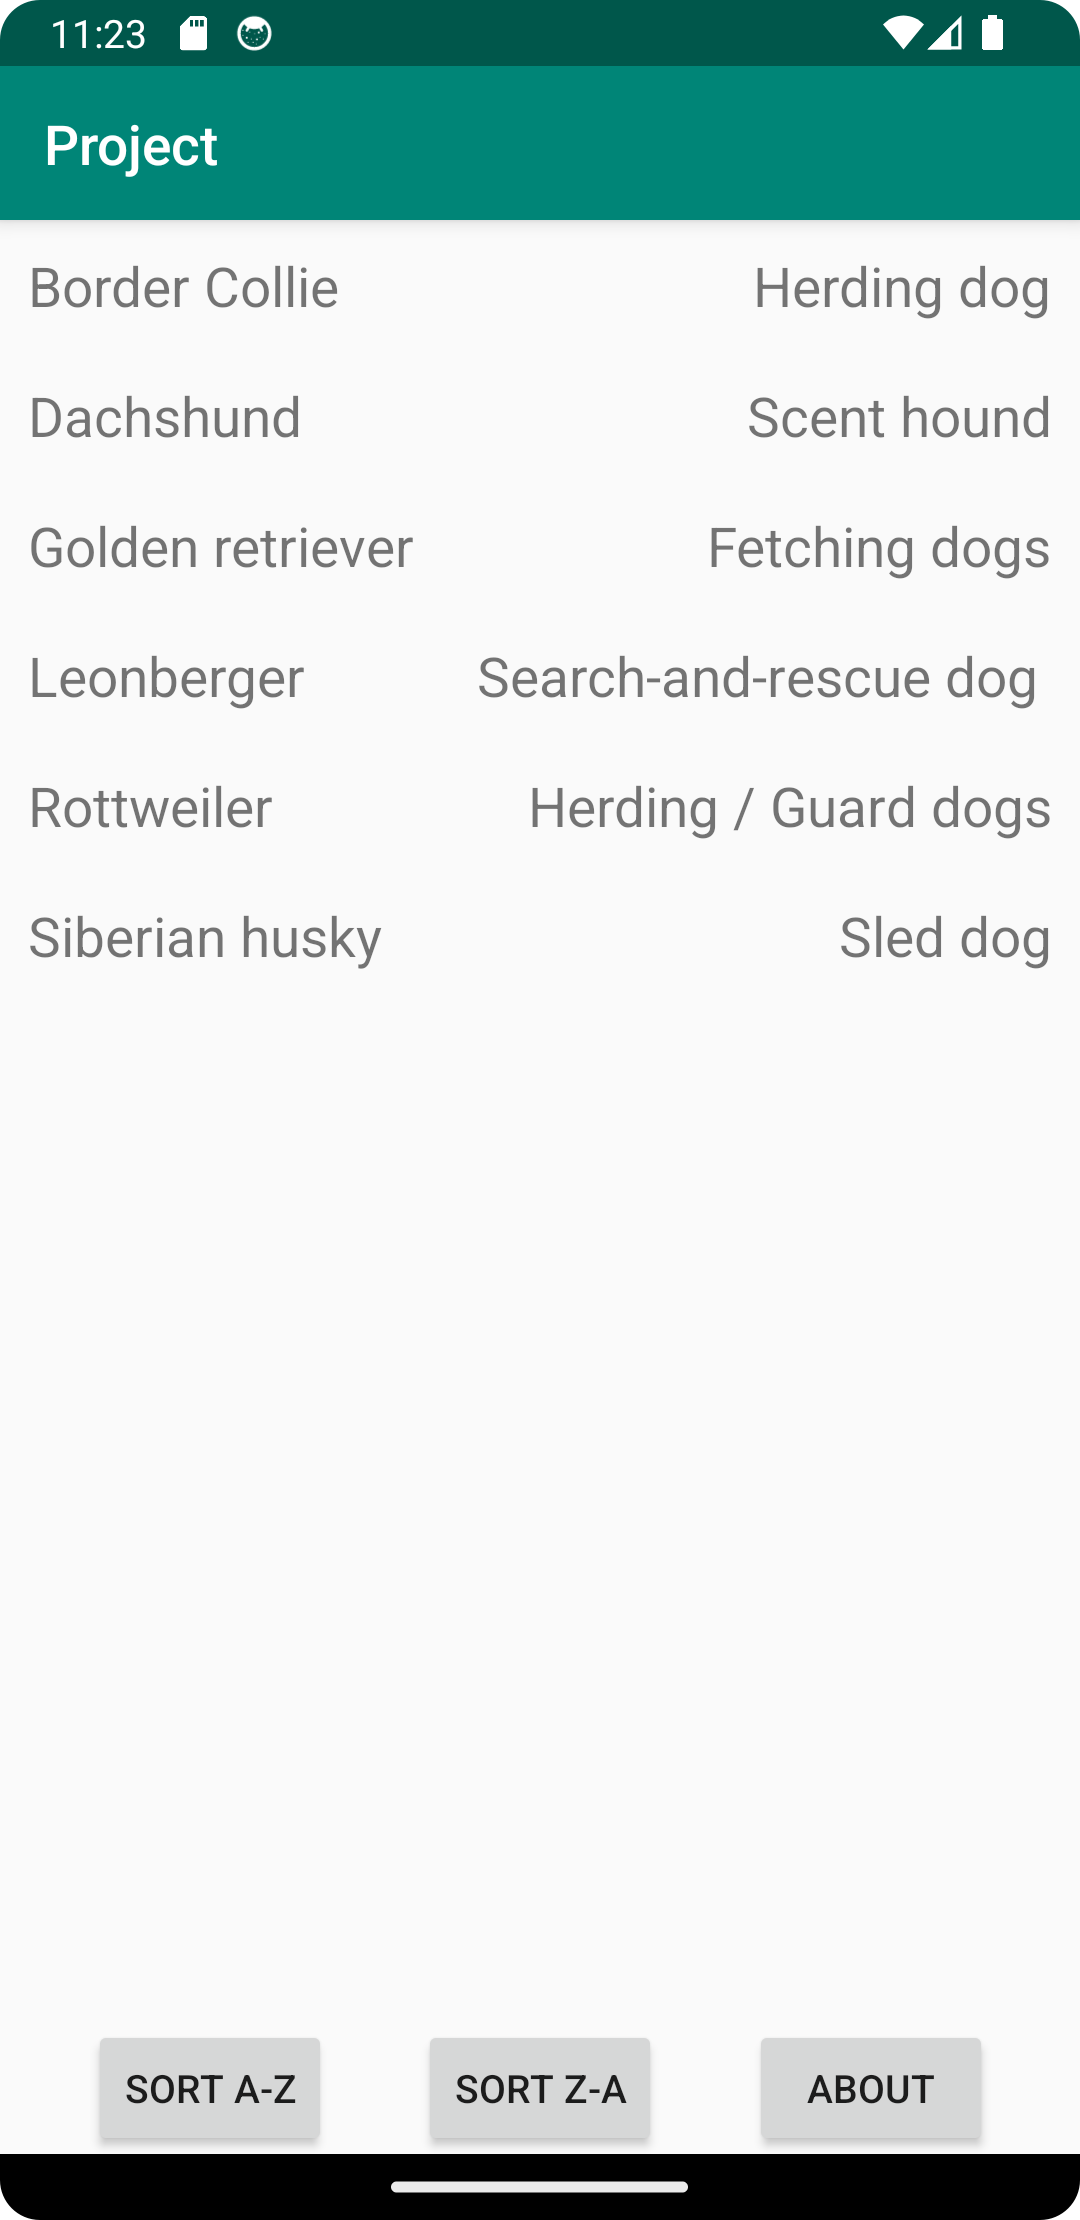 11:23
Project
Border Collie Herding dog
Dachshund Scent hound
Golden retriever Fetching dogs
Leonberger Search-and-rescue dog
Rottweiler Herding / Guard dogs
Siberian husky Sled dog
SORT A-Z SORT Z-A ABOUT